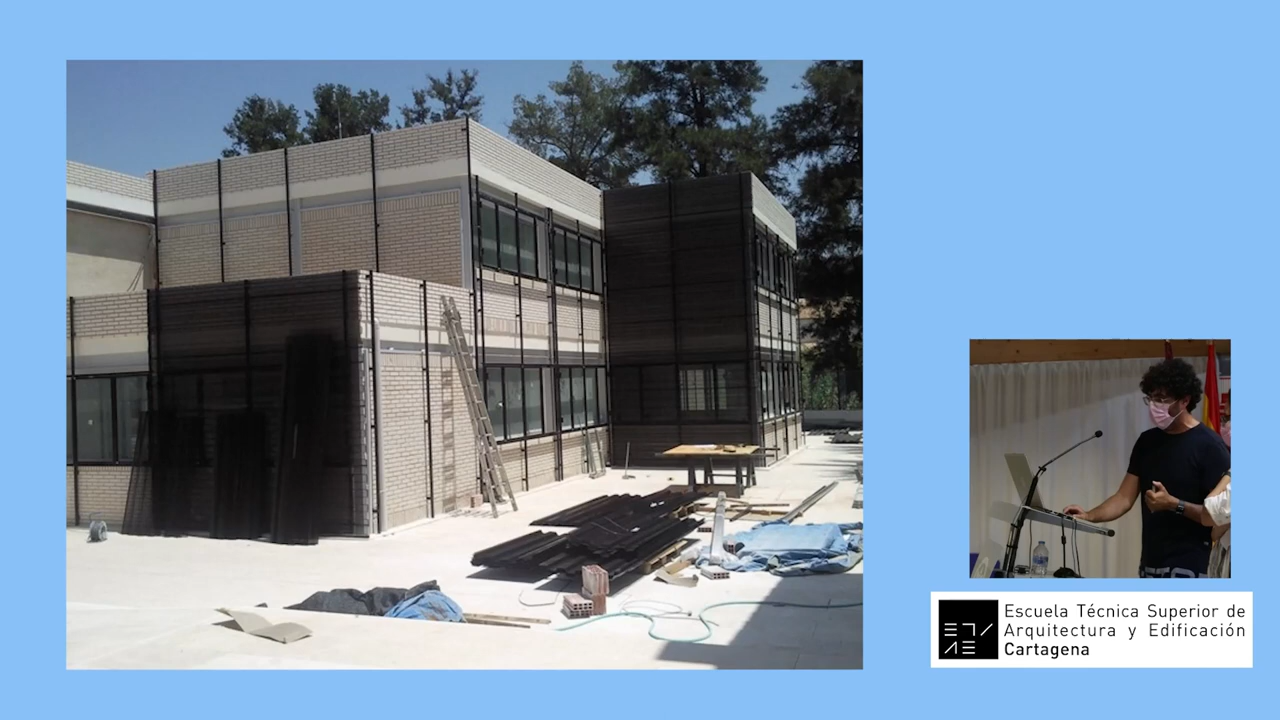 Escuela Técnica Superior de
Arquitectura y Edificación
Cartagena